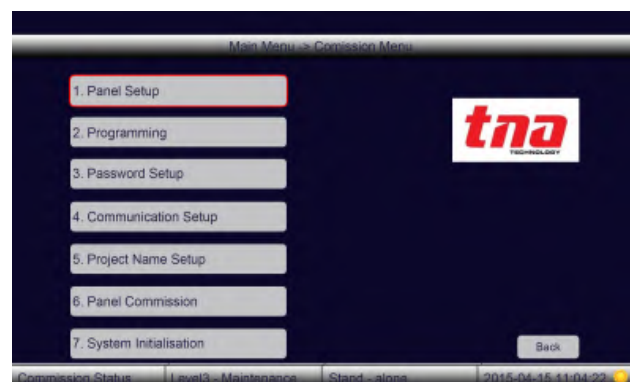 Main Menu -> Comission Menu
1. Panel Setup
2. Programming
3. Password Setup
4. Communication Setup
5. Project Name Setup
6. Panel Commission
7. System Initialisation
tna
TECHNOLOGY
Back
Commission Status Level3 - Maintenance Stand - alone 2015-04-15 11:04:22